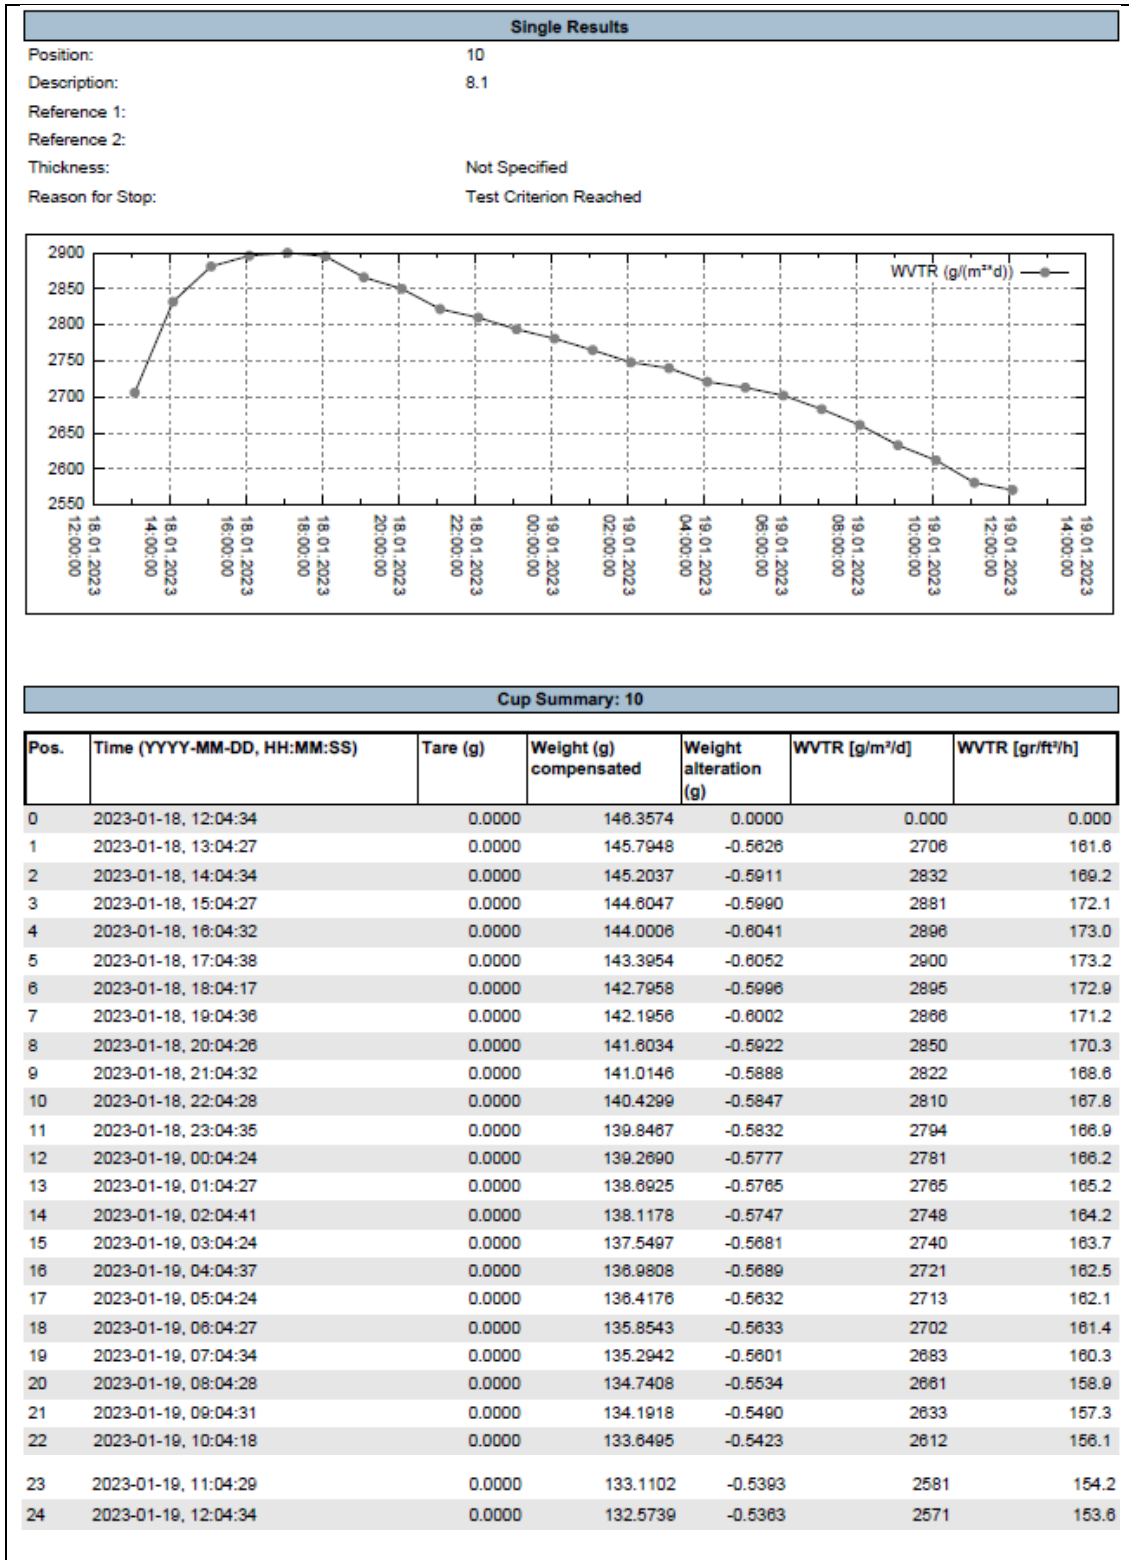 Single Results
Position: 10
Description: 8.1
Reference 1:
Reference 2:
Thickness: Not Specified
Reason for Stop: Test Criterion Reached
WVTR (g/(m²*d))
2900
2850
2800
2750
2700
2650
2600
2550
18.01.2023 12:00:00
18.01.2023 14:00:00
18.01.2023 16:00:00
18.01.2023 18:00:00
18.01.2023 20:00:00
18.01.2023 22:00:00
19.01.2023 00:00:00
19.01.2023 02:00:00
19.01.2023 04:00:00
19.01.2023 06:00:00
19.01.2023 08:00:00
19.01.2023 10:00:00
19.01.2023 12:00:00
19.01.2023 14:00:00
Cup Summary: 10
Pos. Time (YYYY-MM-DD, HH:MM:SS) Tare (g) Weight (g) compensated Weight alteration (g) WVTR [g/m²/d] WVTR [gr/ft²/h]
0 2023-01-18, 12:04:34 0.0000 146.3574 0.0000 0.000 0.000
1 2023-01-18, 13:04:27 0.0000 145.7948 -0.5626 2706 161.6
2 2023-01-18, 14:04:34 0.0000 145.2037 -0.5911 2832 169.2
3 2023-01-18, 15:04:27 0.0000 144.6047 -0.5990 2881 172.1
4 2023-01-18, 16:04:32 0.0000 144.0006 -0.6041 2896 173.0
5 2023-01-18, 17:04:38 0.0000 143.3954 -0.6052 2900 173.2
6 2023-01-18, 18:04:17 0.0000 142.7958 -0.5996 2895 172.9
7 2023-01-18, 19:04:36 0.0000 142.1956 -0.6002 2866 171.2
8 2023-01-18, 20:04:26 0.0000 141.6034 -0.5922 2850 170.3
9 2023-01-18, 21:04:32 0.0000 141.0146 -0.5888 2822 168.6
10 2023-01-18, 22:04:28 0.0000 140.4299 -0.5847 2810 167.8
11 2023-01-18, 23:04:35 0.0000 139.8467 -0.5832 2794 166.9
12 2023-01-19, 00:04:24 0.0000 139.2690 -0.5777 2781 166.2
13 2023-01-19, 01:04:27 0.0000 138.6925 -0.5765 2765 165.2
14 2023-01-19, 02:04:41 0.0000 138.1178 -0.5747 2748 164.2
15 2023-01-19, 03:04:24 0.0000 137.5497 -0.5681 2740 163.7
16 2023-01-19, 04:04:37 0.0000 136.9808 -0.5689 2721 162.5
17 2023-01-19, 05:04:24 0.0000 136.4176 -0.5632 2713 162.1
18 2023-01-19, 06:04:27 0.0000 135.8543 -0.5633 2702 161.4
19 2023-01-19, 07:04:34 0.0000 135.2942 -0.5601 2683 160.3
20 2023-01-19, 08:04:28 0.0000 134.7408 -0.5534 2661 158.9
21 2023-01-19, 09:04:31 0.0000 134.1918 -0.5490 2633 157.3
22 2023-01-19, 10:04:18 0.0000 133.6495 -0.5423 2612 156.1
23 2023-01-19, 11:04:29 0.0000 133.1102 -0.5393 2581 154.2
24 2023-01-19, 12:04:34 0.0000 132.5739 -0.5363 2571 153.6